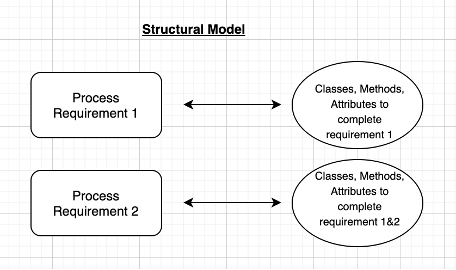 Structural Model
Process
Requirement 1
Classes, Methods,
Attributes to
complete
requirement 1
Process
Requirement 2
Classes, Methods,
Attributes to
complete
requirement 1&2